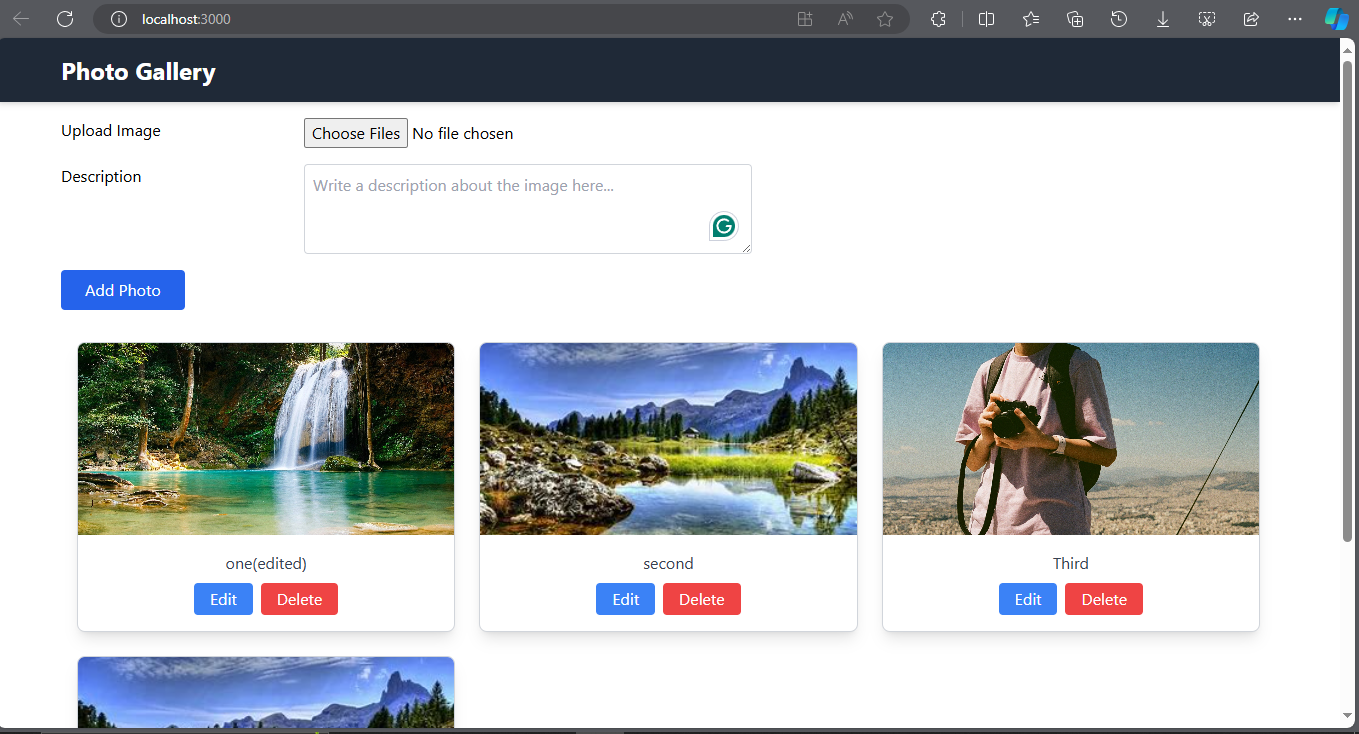 localhost:3000
Photo Gallery
Upload Image
Choose Files No file chosen
Description
Write a description about the image here...
Add Photo
one(edited)
second
Third
Edit Delete
Edit Delete
Edit Delete